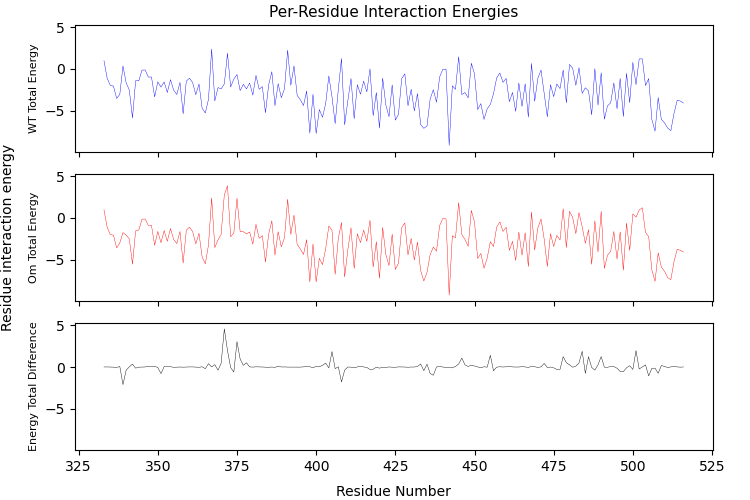 Per-Residue Interaction Energies
Residue interaction energy
WT Total Energy
5
0
−5
Om Total Energy
5
0
−5
Energy Total Difference
5
0
−5
325 350 375 400 425 450 475 500 525
Residue Number